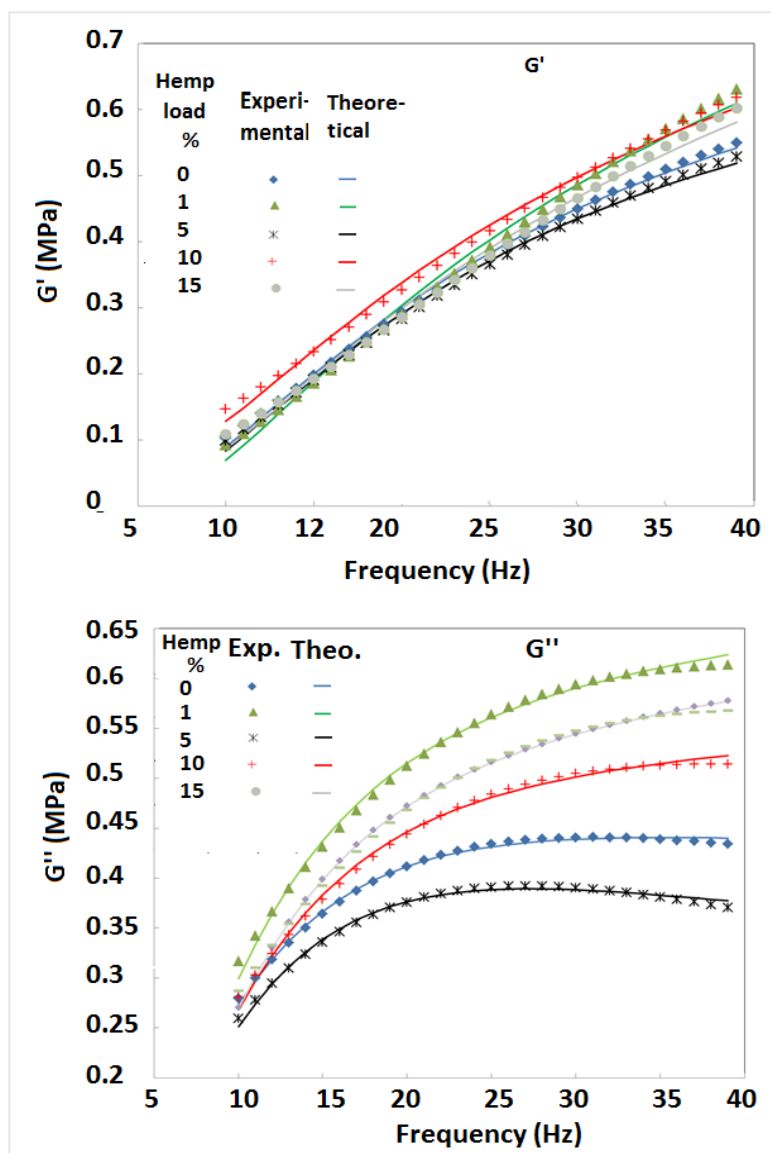 0.7
0.6
0.5
0.4
0.3
0.2
0.1
0
G' (MPa)
G'
Hemp load %
Experi-mental
Theore-tical
0
1
5
10
15
5 10 12 20 25 30 35 40
Frequency (Hz)
0.65
0.6
0.55
0.5
0.45
0.4
0.35
0.3
0.25
0.2
G'' (MPa)
G''
Hemp %
Exp. Theo.
0
1
5
10
15
5 10 15 20 25 30 35 40
Frequency (Hz)